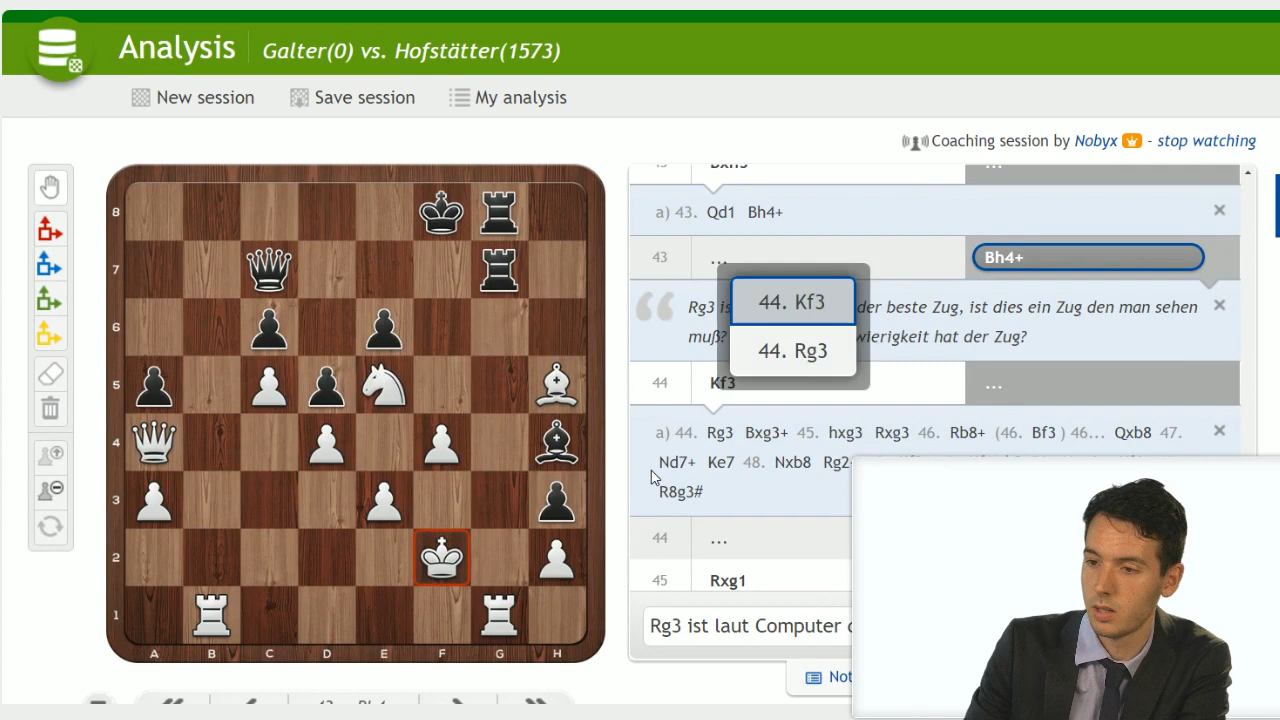 Analysis
Galter(0) vs. Hofstätter(1573)
New session
Save session
My analysis
Coaching session by Nobyx - stop watching
...
a) 43. Qd1 Bh4+
43 ... Bh4+
Rg3 is der beste Zug, ist dies ein Zug den man sehen
muß? wierigkeit hat der Zug?
44. Kf3
44. Rg3
44 Kf3 ...
a) 44. Rg3 Bxg3+ 45. hxg3 Rxg3 46. Rb8+ (46. Bf3 ) 46... Qxb8 47.
Nd7+ Ke7 48. Nxb8 Rg2
R8g3#
44 ...
45 Rxg1
Rg3 ist laut Computer
Not
8
7
6
5
4
3
2
1
A B C D E F G H